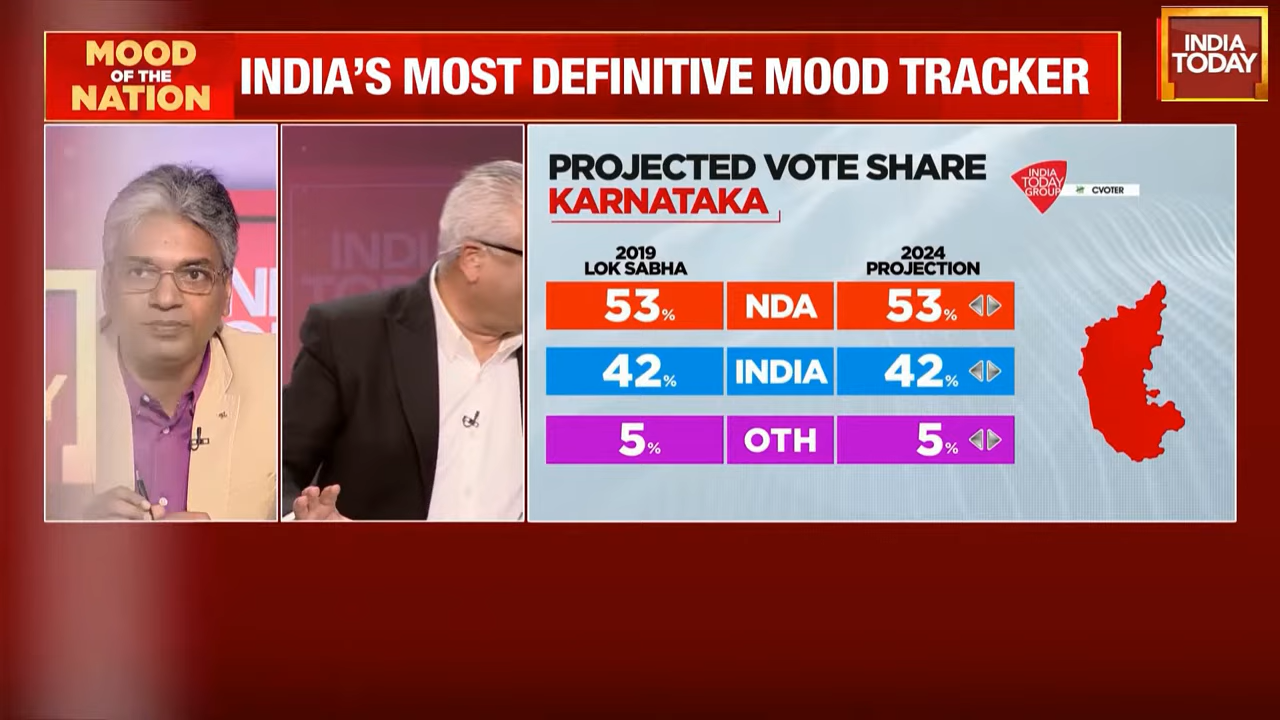 MOOD
OF THE
NATION
INDIA'S MOST DEFINITIVE MOOD TRACKER
INDIA
TODAY
PROJECTED VOTE SHARE
KARNATAKA
INDIA
TODAY
GROUP
CVOTER
2019
LOK SABHA
2024
PROJECTION
53% NDA 53%
42% INDIA 42%
5% OTH 5%
INDI